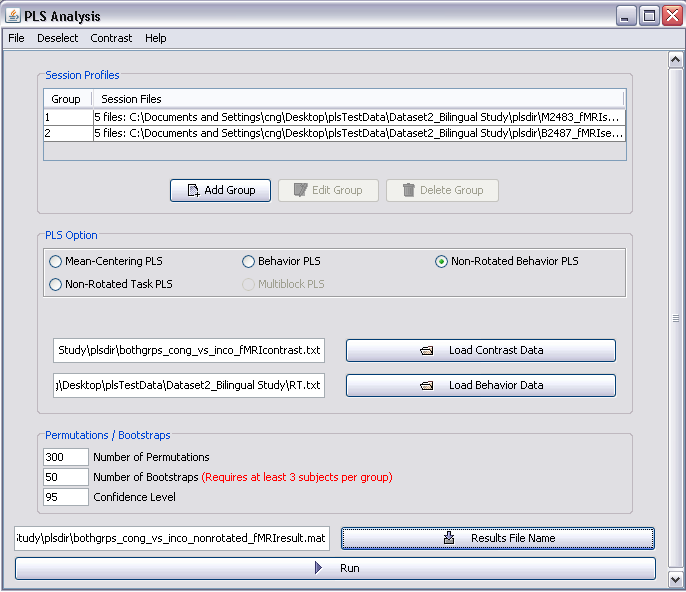 PLS Analysis
File Deselect Contrast Help
Session Profiles
Group Session Files
1 5 files: C:\Documents and Settings\cng\Desktop\plsTestData\Dataset2_Bilingual Study\plsdir\M2483_fMRIs...
2 5 files: C:\Documents and Settings\cng\Desktop\plsTestData\Dataset2_Bilingual Study\plsdir\B2487_fMRIse...
Add Group Edit Group Delete Group
PLS Option
Mean-Centering PLS Behavior PLS Non-Rotated Behavior PLS
Non-Rotated Task PLS Multiblock PLS
Study\plsdir\bothgrps_cong_vs_inco_fMRIcontrast.txt Load Contrast Data
\Desktop\plsTestData\Dataset2_Bilingual Study\RT.txt Load Behavior Data
Permutations / Bootstraps
300 Number of Permutations
50 Number of Bootstraps (Requires at least 3 subjects per group)
95 Confidence Level
Study\plsdir\bothgrps_cong_vs_inco_nonrotated_fMRIresult.mat Results File Name
Run